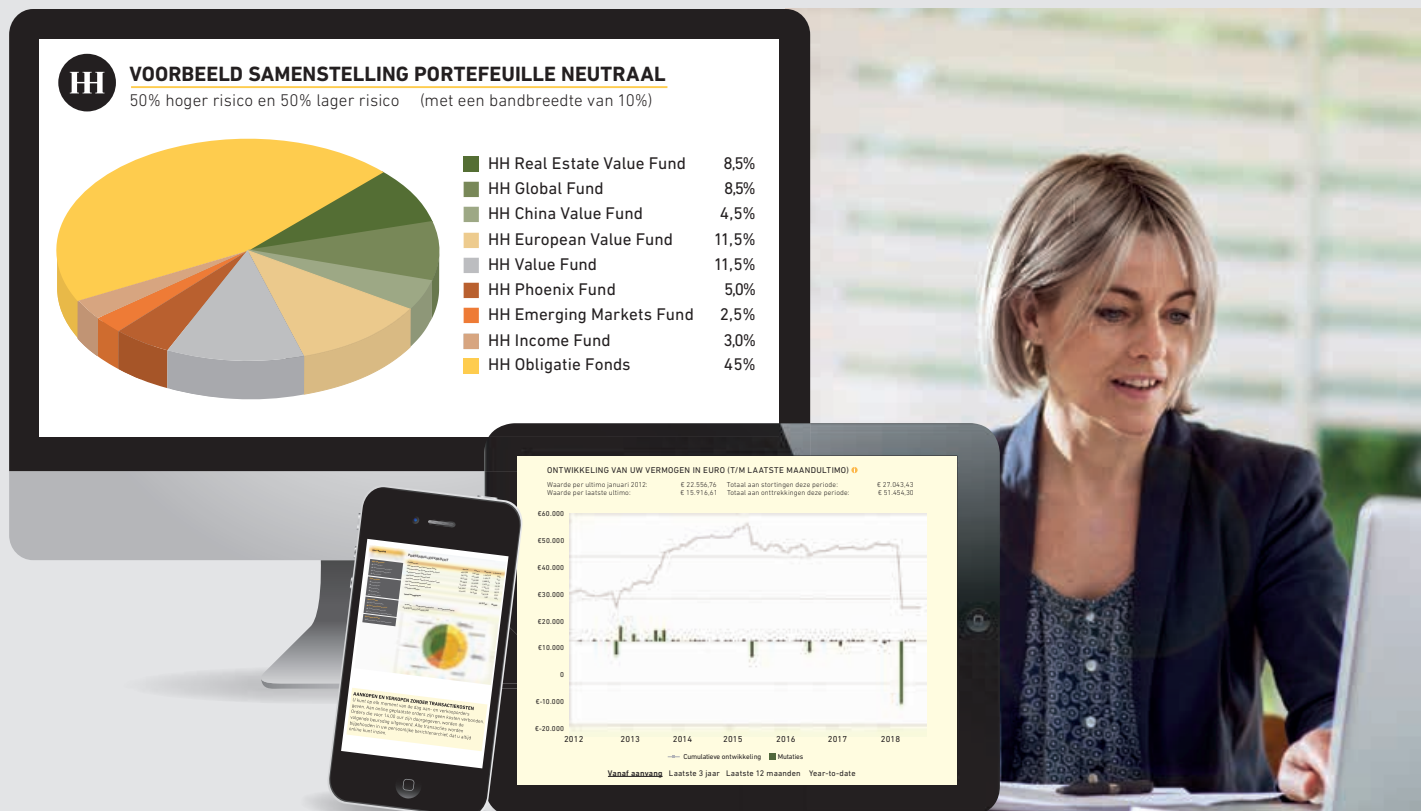 HH
VOORBEELD SAMENSTELLING PORTEFEUILLE NEUTRAAL
50% hoger risico en 50% lager risico (met een bandbreedte van 10%)
HH Real Estate Value Fund 8,5%
HH Global Fund 8,5%
HH China Value Fund 4,5%
HH European Value Fund 11,5%
HH Value Fund 11,5%
HH Phoenix Fund 5,0%
HH Emerging Markets Fund 2,5%
HH Income Fund 3,0%
HH Obligatie Fonds 45%
ONTWIKKELING VAN UW VERMOGEN IN EURO (T/M LAATSTE MAANDULTIMO)
Waarde per ultimo januari 2012: € 22.556,76 Totaal aan stortingen deze periode: € 27.043,43
Waarde per laatste ultimo: € 15.916,61 Totaal aan onttrekkingen deze periode: € 51.454,30
€60.000
€50.000
€40.000
€30.000
€20.000
€10.000
0
€-10.000
€-20.000
2012 2013 2014 2015 2016 2017 2018
Cumulatieve ontwikkeling Mutaties
Vanaf aanvang Laatste 3 jaar Laatste 12 maanden Year-to-date
AANKOPEN EN VERKOPEN ZONDER TRANSACTIEKOSTEN